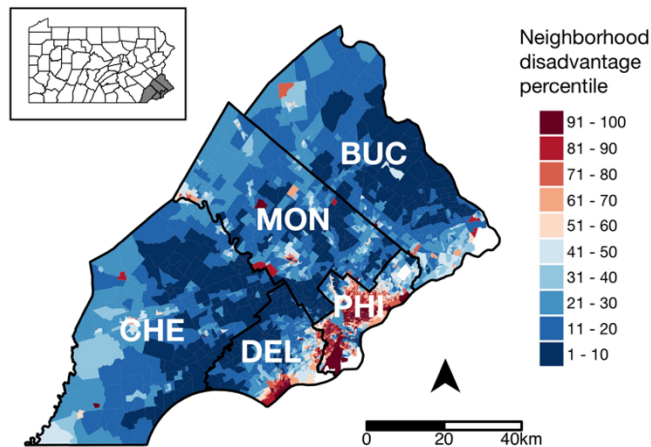 Neighborhood
disadvantage
percentile
91 - 100
81 - 90
71 - 80
61 - 70
51 - 60
41 - 50
31 - 40
21 - 30
11 - 20
1 - 10
BUC
MON
PHI
CHE
DEL
0 20 40km